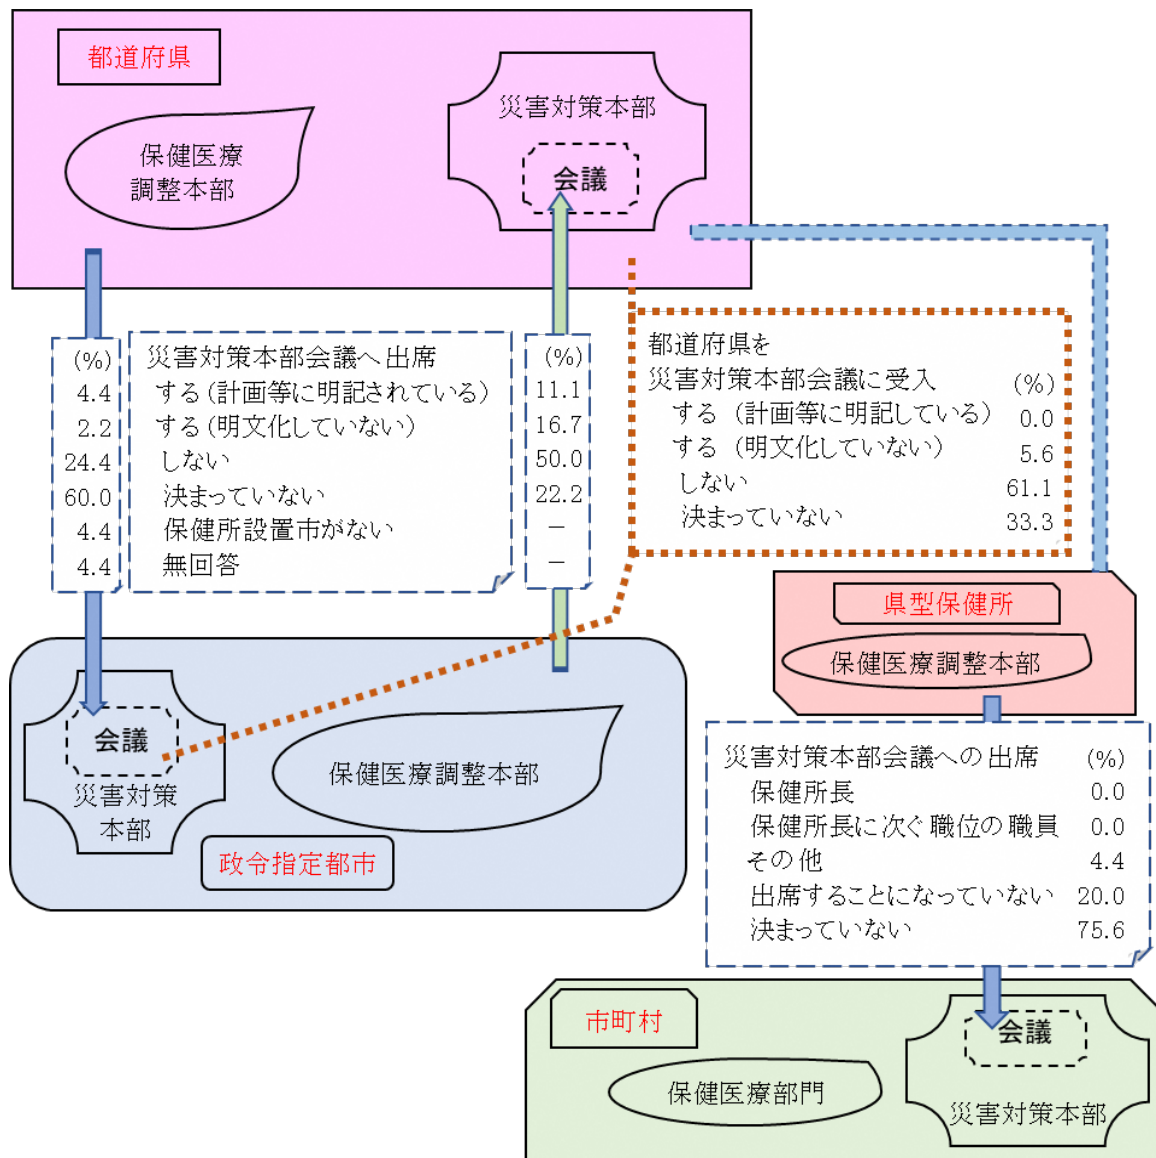 都道府県
災害対策本部
会議
保健医療
調整本部
(%)
4.4
2.2
24.4
60.0
4.4
4.4
災害対策本部会議へ出席
する(計画等に明記されている)
する(明文化していない)
しない
決まっていない
保健所設置市がない
無回答
(%)
11.1
16.7
50.0
22.2
－
－
都道府県を
災害対策本部会議に受入 (%)
する (計画等に明記している) 0.0
する (明文化していない) 5.6
しない 61.1
決まっていない 33.3
県型保健所
保健医療調整本部
会議
災害対策
本部
保健医療調整本部
政令指定都市
災害対策本部会議への出席 (%)
保健所長 0.0
保健所長に次ぐ職位の職員 0.0
その他 4.4
出席することになっていない 20.0
決まっていない 75.6
市町村
会議
保健医療部門
災害対策本部